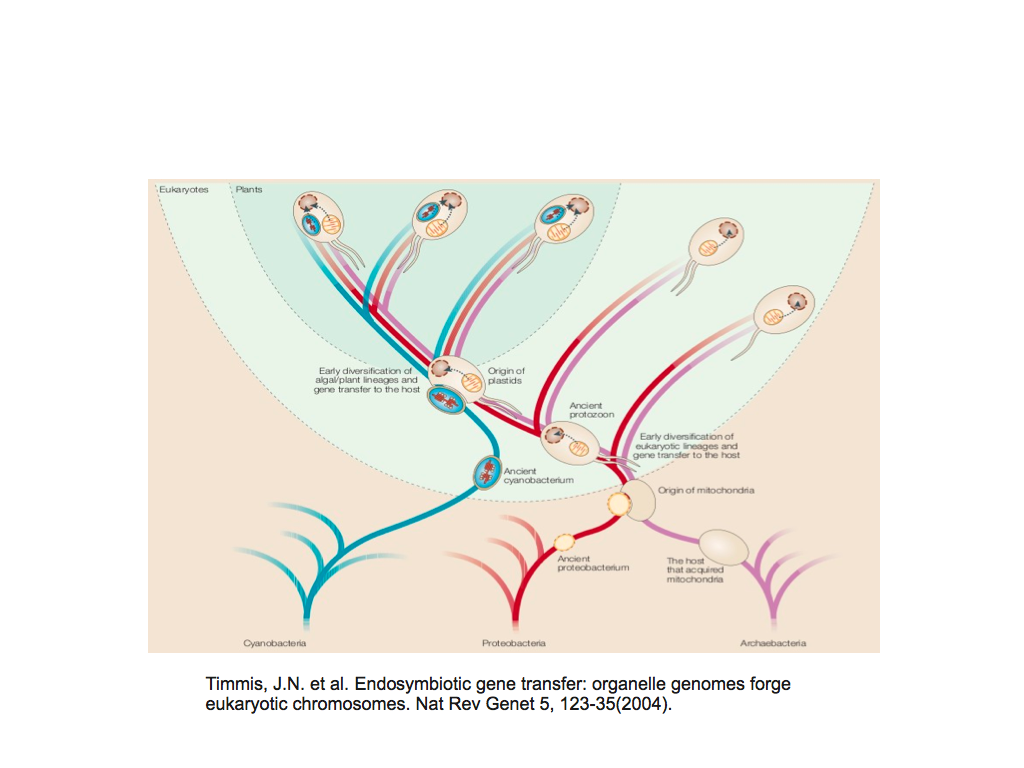 Eukaryotes
Plants
Early diversification of
algal/plant lineages and
gene transfer to the host
Origin of
plastids
Ancient
protozoon
Early diversification of
eukaryotic lineages and
gene transfer to the host
Ancient
cyanobacterium
Origin of mitochondria
Ancient
proteobacterium
The host
that acquired
mitochondria
Cyanobacteria
Proteobacteria
Archaebacteria
Timmis, J.N. et al. Endosymbiotic gene transfer: organelle genomes forge
eukaryotic chromosomes. Nat Rev Genet 5, 123-35(2004).